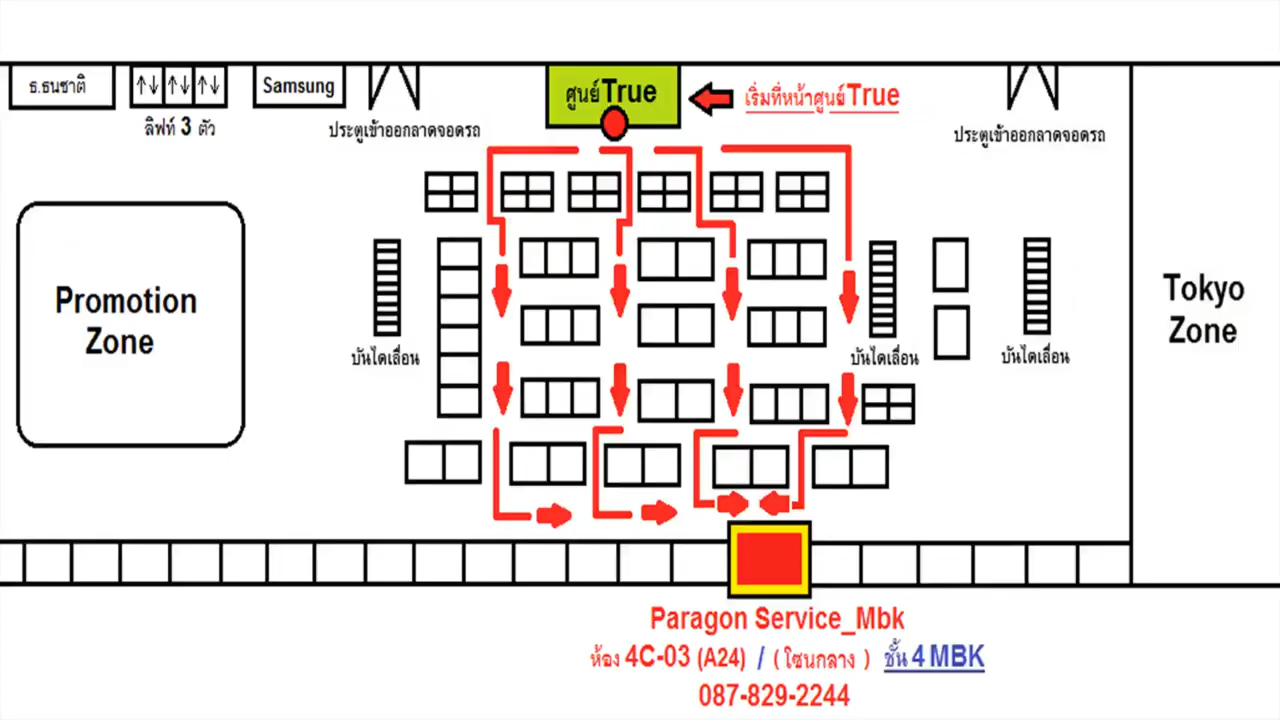 ธ.ธนชาติ
ลิฟท์ 3 ตัว
Samsung
ประตูเข้าออกลาดจอดรถ
ศูนย์True
เริ่มที่หน้าศูนย์True
ประตูเข้าออกลาดจอดรถ
Promotion
Zone
บันไดเลื่อน
บันไดเลื่อน
บันไดเลื่อน
Tokyo
Zone
Paragon Service_Mbk
ห้อง 4C-03 (A24) / ( โซนกลาง ) ชั้น 4 MBK
087-829-2244